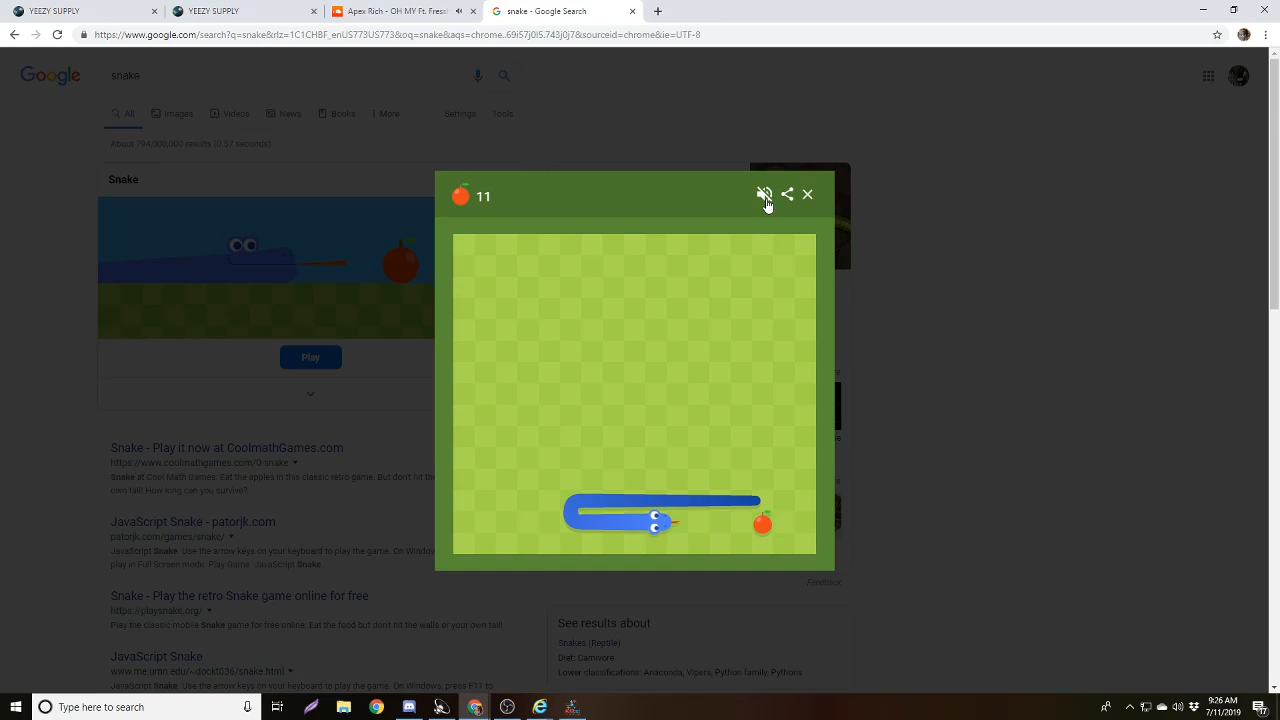 YEEZY SUPPLY
YEEZY SUPPLY
Apex Rich - OH MY Ft. Fress!
snake - Google Search
https://www.google.com/search?q=snake&rlz=1C1CHBF_enUS773US773&oq=snake&aqs=chrome..69i57j0l5.743j0j7&sourceid=chrome&ie=UTF-8
Google
snake
All
Images
Videos
News
Books
More
Settings
Tools
About 794,000,000 results (0.57 seconds)
Snake
11
Play
Snake - Play it now at CoolmathGames.com
https://www.coolmathgames.com/0-snake
Snake at Cool Math Games: Eat the apples in this classic retro game. But don't hit the
own tail! How long can you survive?
JavaScript Snake - patorjk.com
patorjk.com/games/snake/
JavaScript Snake. Use the arrow keys on your keyboard to play the game. On Window
play in Full Screen mode. Play Game. JavaScript Snake.
Snake - Play the retro Snake game online for free
https://playsnake.org/
Play the classic mobile Snake game for free online. Eat the food but don't hit the walls or your own tail!
JavaScript Snake
www.me.umn.edu/~dockt036/snake.html
JavaScript Snake. Use the arrow keys on your keyboard to play the game. On Windows, press F11 to
Feedback
See results about
Snakes (Reptile)
Diet: Carnivore
Lower classifications: Anaconda, Vipers, Python family, Pythons
Type here to search
9:26 AM
7/11/2019